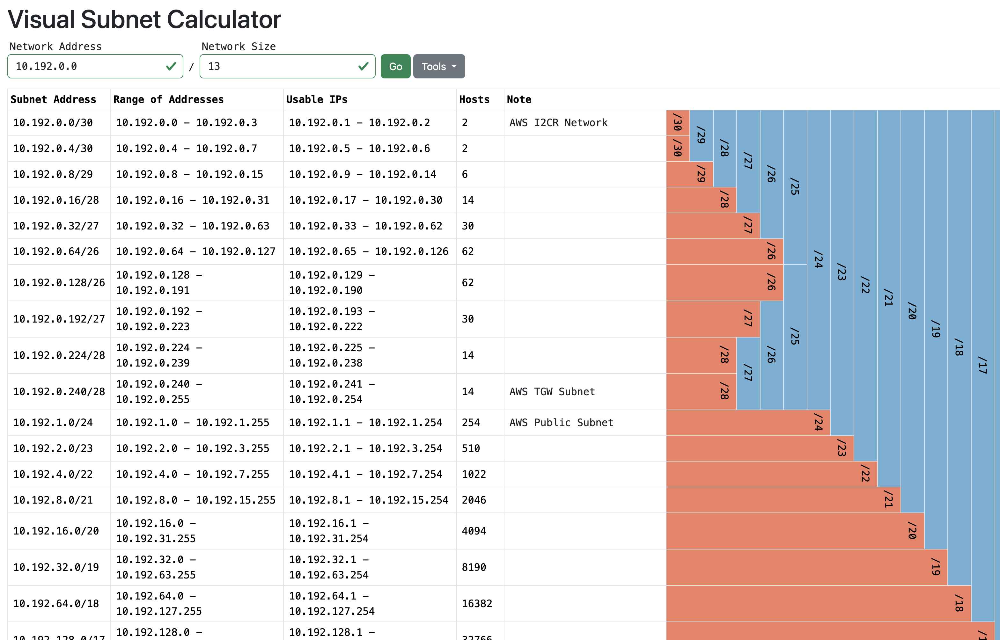 Visual Subnet Calculator
Network Address
Network Size
10.192.0.0 / 13 Go Tools
Subnet Address Range of Addresses Usable IPs Hosts Note
10.192.0.0/30 10.192.0.0 – 10.192.0.3 10.192.0.1 – 10.192.0.2 2 AWS I2CR Network /30
10.192.0.4/30 10.192.0.4 – 10.192.0.7 10.192.0.5 – 10.192.0.6 2 /30 /29
10.192.0.8/29 10.192.0.8 – 10.192.0.15 10.192.0.9 – 10.192.0.14 6 /29 /28
10.192.0.16/28 10.192.0.16 – 10.192.0.31 10.192.0.17 – 10.192.0.30 14 /28 /27
10.192.0.32/27 10.192.0.32 – 10.192.0.63 10.192.0.33 – 10.192.0.62 30 /27 /26
10.192.0.64/26 10.192.0.64 – 10.192.0.127 10.192.0.65 – 10.192.0.126 62 /26 /25
10.192.0.128/26 10.192.0.128 – 10.192.0.191 10.192.0.129 – 10.192.0.190 62 /26
10.192.0.192/27 10.192.0.192 – 10.192.0.223 10.192.0.193 – 10.192.0.222 30 /27
10.192.0.224/28 10.192.0.224 – 10.192.0.239 10.192.0.225 – 10.192.0.238 14 /28
10.192.0.240/28 10.192.0.240 – 10.192.0.255 10.192.0.241 – 10.192.0.254 14 AWS TGW Subnet /28 /27 /26 /25 /24
10.192.1.0/24 10.192.1.0 – 10.192.1.255 10.192.1.1 – 10.192.1.254 254 AWS Public Subnet /24 /23
10.192.2.0/23 10.192.2.0 – 10.192.3.255 10.192.2.1 – 10.192.3.254 510 /23 /22
10.192.4.0/22 10.192.4.0 – 10.192.7.255 10.192.4.1 – 10.192.7.254 1022 /22 /21
10.192.8.0/21 10.192.8.0 – 10.192.15.255 10.192.8.1 – 10.192.15.254 2046 /21 /20
10.192.16.0/20 10.192.16.0 – 10.192.31.255 10.192.16.1 – 10.192.31.254 4094 /20 /19
10.192.32.0/19 10.192.32.0 – 10.192.63.255 10.192.32.1 – 10.192.63.254 8190 /19 /18
10.192.64.0/18 10.192.64.0 – 10.192.127.255 10.192.64.1 – 10.192.127.254 16382 /18 /17
10.192.128.0/17 10.192.128.0 – 10.192.128.1 – 32766